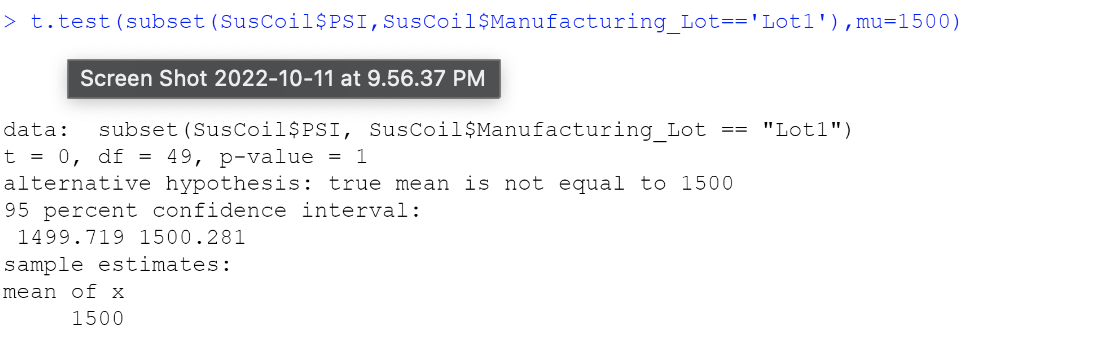 > t.test(subset(SusCoil$PSI,SusCoil$Manufacturing_Lot=='Lot1'),mu=1500)
Screen Shot 2022-10-11 at 9.56.37 PM
data:  subset(SusCoil$PSI, SusCoil$Manufacturing_Lot == "Lot1")
t = 0, df = 49, p-value = 1
alternative hypothesis: true mean is not equal to 1500
95 percent confidence interval:
 1499.719 1500.281
sample estimates:
mean of x
     1500